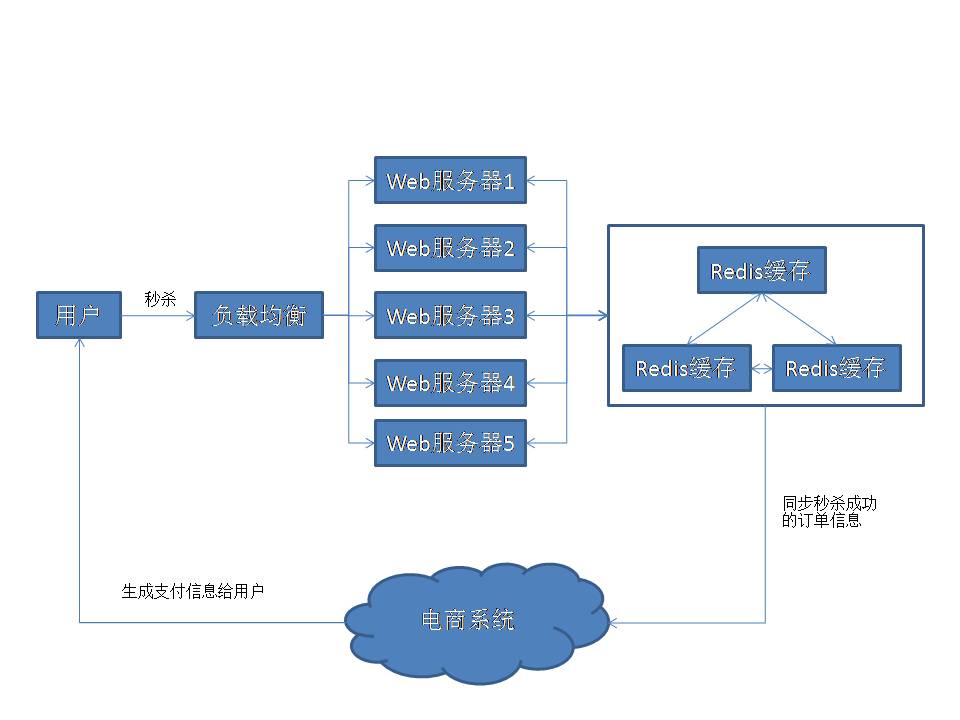 Web服务器1
Web服务器2
Redis缓存
用户
秒杀
负载均衡
Web服务器3
Redis缓存
Redis缓存
Web服务器4
Web服务器5
同步秒杀成功
的订单信息
生成支付信息给用户
电商系统